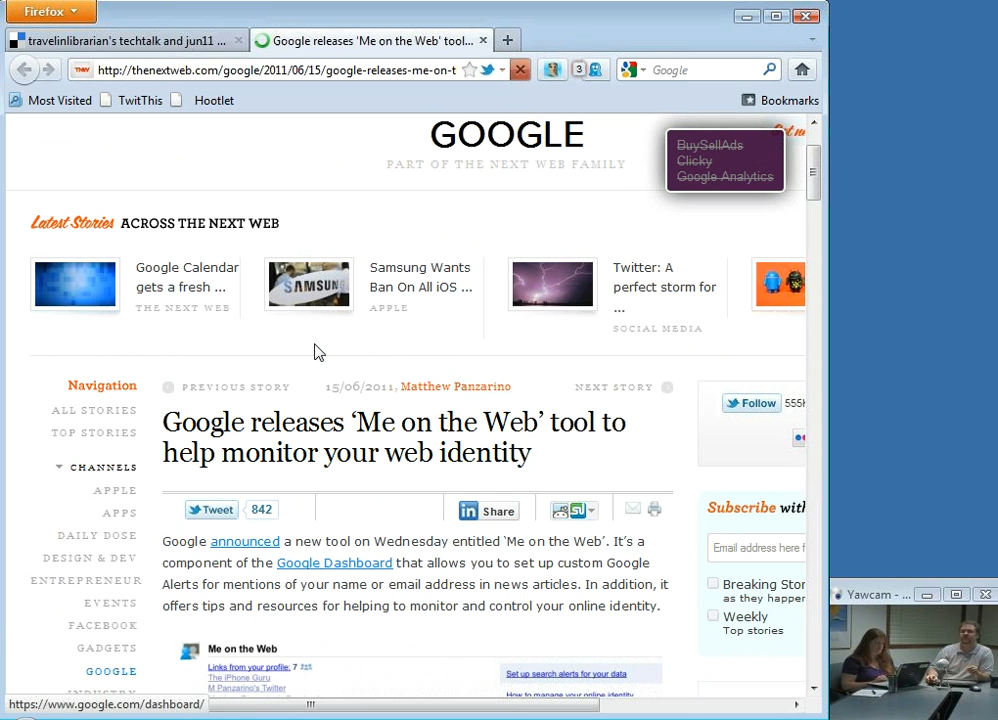 Firefox
travelinlibrarian's techtalk and jun11 ...
Google releases 'Me on the Web' tool...
http://thenextweb.com/google/2011/06/15/google-releases-me-on-t
3
Google
Most Visited
TwitThis
Hootlet
Bookmarks
GOOGLE
PART OF THE NEXT WEB FAMILY
BuySellAds
Clicky
Google Analytics
Latest Stories ACROSS THE NEXT WEB
Google Calendar
gets a fresh ...
THE NEXT WEB
SAMSUNG
Samsung Wants
Ban On All iOS ...
APPLE
Twitter: A
perfect storm for
...
SOCIAL MEDIA
Navigation
ALL STORIES
TOP STORIES
CHANNELS
APPLE
APPS
DAILY DOSE
DESIGN & DEV
ENTREPRENEUR
EVENTS
FACEBOOK
GADGETS
GOOGLE
INDUSTRY
PREVIOUS STORY
15/06/2011, Matthew Panzarino
NEXT STORY
Google releases ‘Me on the Web’ tool to
help monitor your web identity
Tweet 842
in Share
Google announced a new tool on Wednesday entitled ‘Me on the Web’. It’s a
component of the Google Dashboard that allows you to set up custom Google
Alerts for mentions of your name or email address in news articles. In addition, it
offers tips and resources for helping to monitor and control your online identity.
Me on the Web
Links from your profile: 7
The iPhone Guru
M Panzarino's Twitter
Set up search alerts for your data
How to manage your online identity
Follow 555K
Subscribe with
Email address here f
Breaking Stor
as they happen
Weekly
Top stories
https://www.google.com/dashboard/
Yawcam - ...